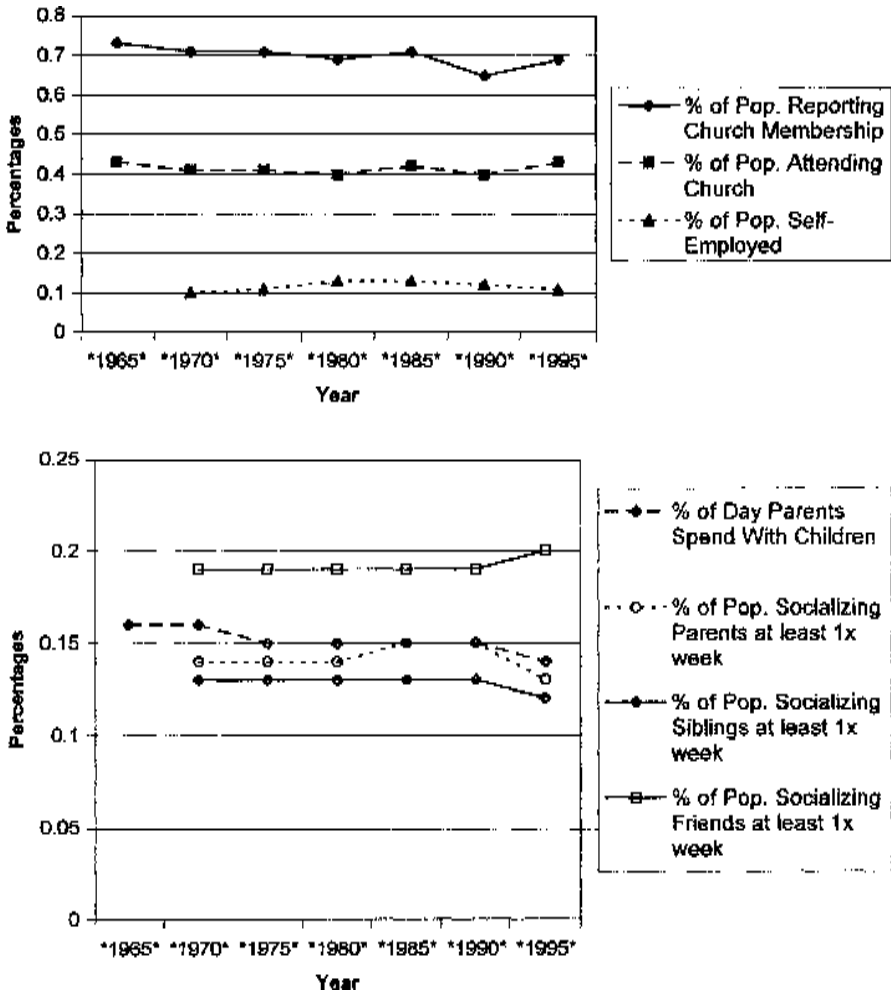 0.8
0.7
0.6
0.5
0.4
0.3
0.2
0.1
0
Percentages
*1965* *1970* *1975* *1980* *1985* *1990* *1995*
Year
% of Pop. Reporting
Church Membership
% of Pop. Attending
Church
% of Pop. Self-
Employed
0.25
0.2
0.15
0.1
0.05
0
Percentages
*1965* *1970* *1975* *1980* *1985* *1990* *1995*
Year
% of Day Parents
Spend With Children
% of Pop. Socializing
Parents at least 1x
week
% of Pop. Socializing
Siblings at least 1x
week
% of Pop. Socializing
Friends at least 1x
week